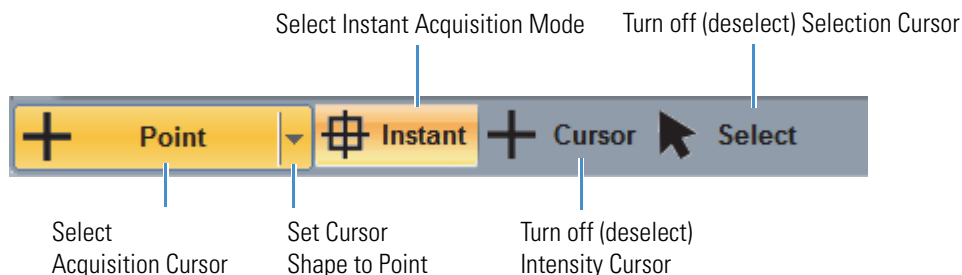 Select Instant Acquisition Mode
Turn off (deselect) Selection Cursor
Point
Instant
Cursor
Select
Select
Acquisition Cursor
Set Cursor
Shape to Point
Turn off (deselect)
Intensity Cursor